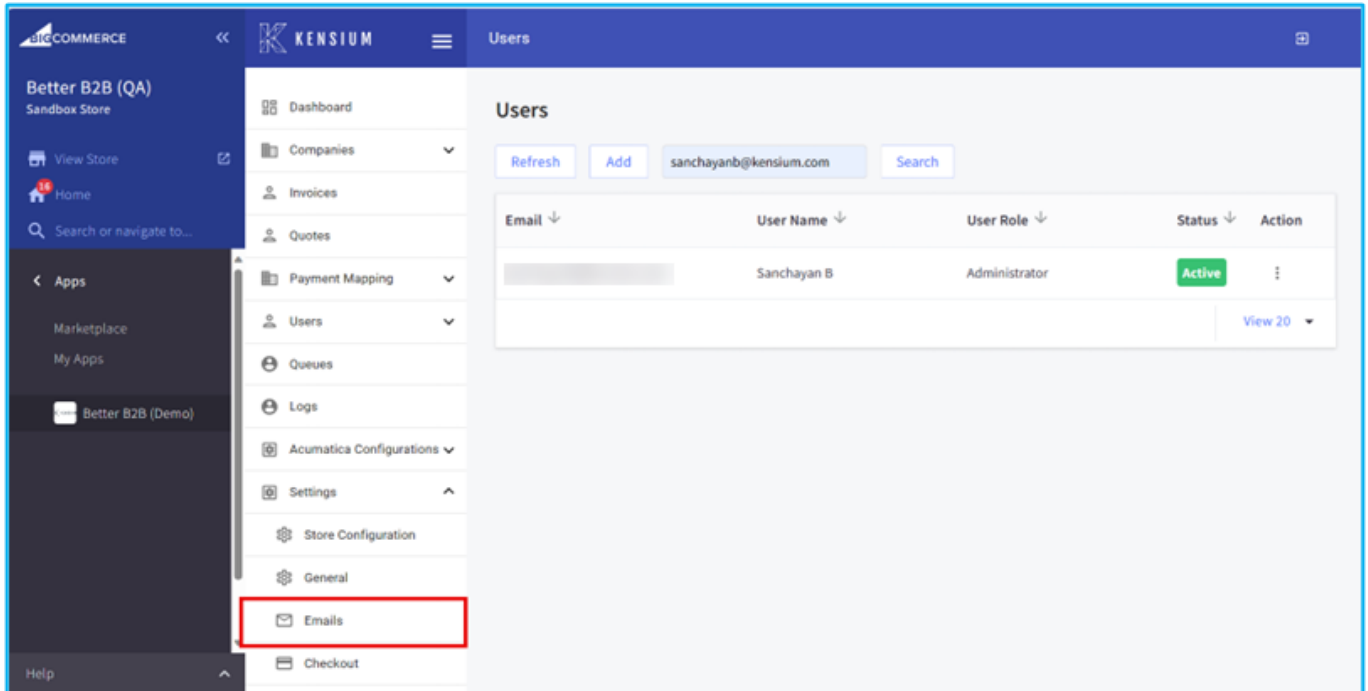 BIGCOMMERCE
Better B2B (QA)
Sandbox Store
View Store
16
Home
Search or navigate to...
Apps
Marketplace
My Apps
Better B2B (Demo)
Help
KENSIUM
Dashboard
Companies
Invoices
Quotes
Payment Mapping
Users
Queues
Logs
Acumatica Configurations
Settings
Store Configuration
General
Emails
Checkout
Users
Users
Refresh Add sanchayanb@kensium.com Search
Email User Name User Role Status Action
Sanchayan B Administrator Active
View 20